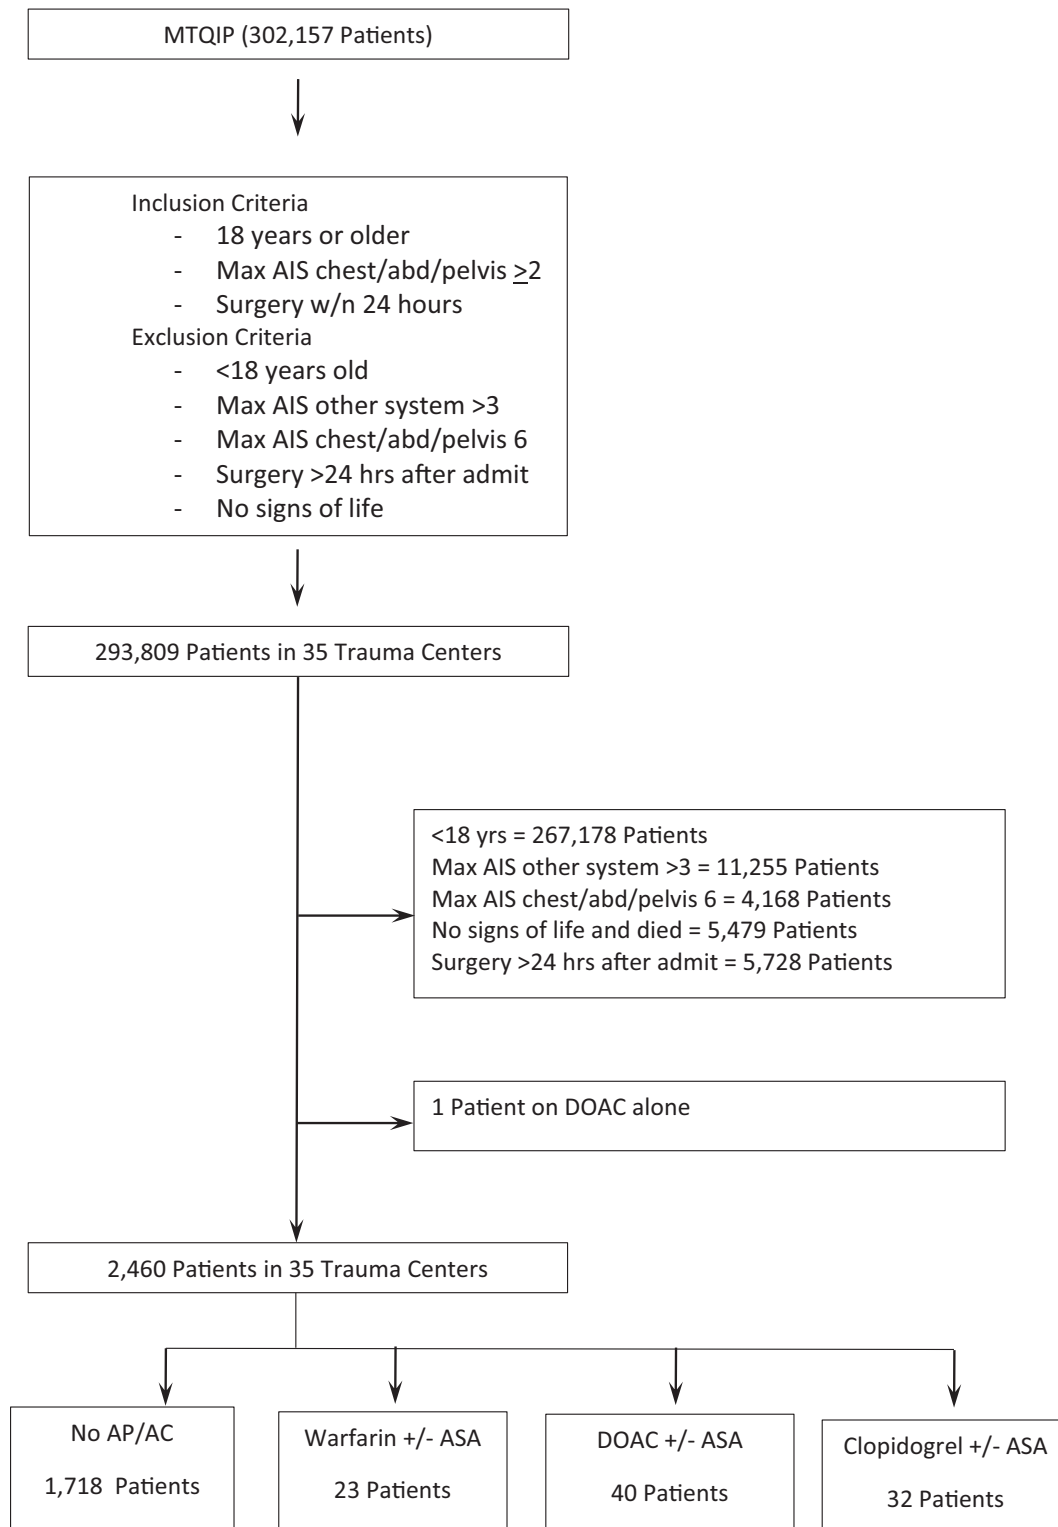 MTQIP (302,157 Patients)
Inclusion Criteria
- 18 years or older
- Max AIS chest/abd/pelvis ≥2
- Surgery w/n 24 hours
Exclusion Criteria
- <18 years old
- Max AIS other system >3
- Max AIS chest/abd/pelvis 6
- Surgery >24 hrs after admit
- No signs of life
293,809 Patients in 35 Trauma Centers
<18 yrs = 267,178 Patients
Max AIS other system >3 = 11,255 Patients
Max AIS chest/abd/pelvis 6 = 4,168 Patients
No signs of life and died = 5,479 Patients
Surgery >24 hrs after admit = 5,728 Patients
1 Patient on DOAC alone
2,460 Patients in 35 Trauma Centers
No AP/AC
1,718 Patients
Warfarin +/- ASA
23 Patients
DOAC +/- ASA
40 Patients
Clopidogrel +/- ASA
32 Patients